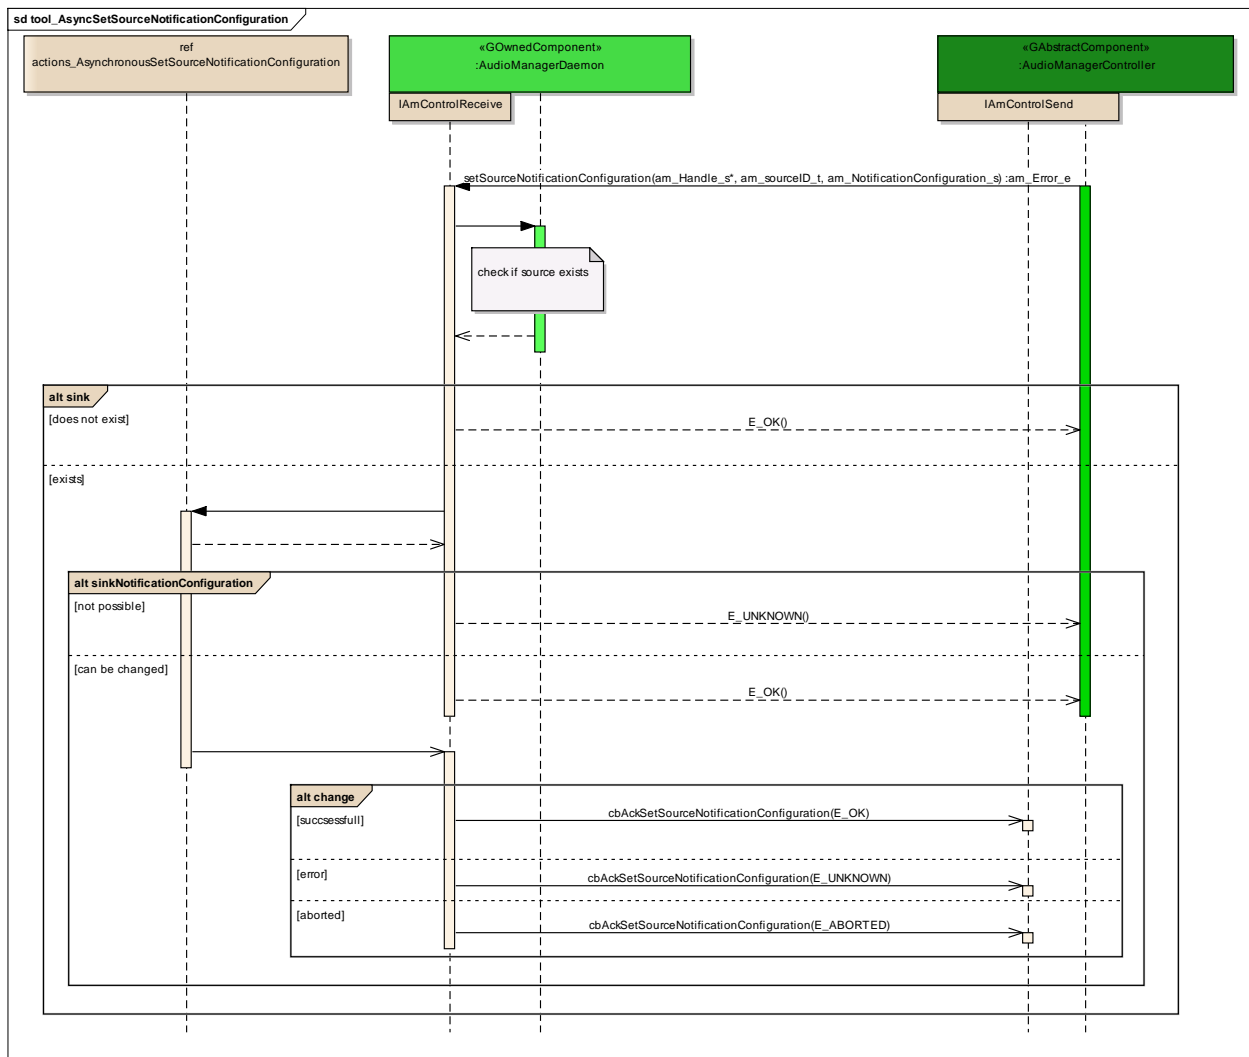 sd tool_AsyncSetSourceNotificationConfiguration
ref
actions_AsynchronousSetSourceNotificationConfiguration
«GOwnedComponent»
:AudioManagerDaemon
«GAbstractComponent»
:AudioManagerController
IAmControlReceive
IAmControlSend
setSourceNotificationConfiguration(am_Handle_s*, am_sourceID_t, am_NotificationConfiguration_s) :am_Error_e
check if source exists
alt sink
[does not exist]
E_OK()
[exists]
alt sinkNotificationConfiguration
[not possible]
E_UNKNOWN()
[can be changed]
E_OK()
alt change
[succsessfull]
cbAckSetSourceNotificationConfiguration(E_OK)
[error]
cbAckSetSourceNotificationConfiguration(E_UNKNOWN)
[aborted]
cbAckSetSourceNotificationConfiguration(E_ABORTED)